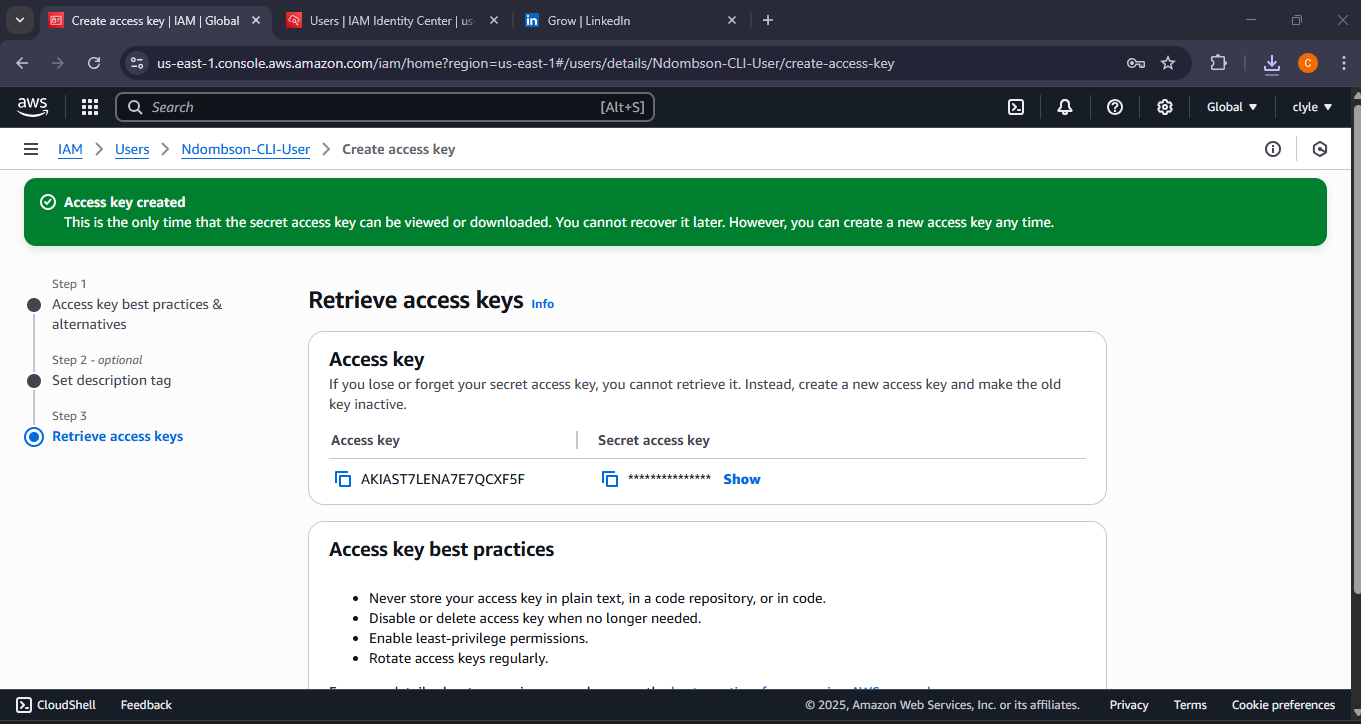 Create access key | IAM | Global
Users | IAM Identity Center | us-
Grow | LinkedIn
us-east-1.console.aws.amazon.com/iam/home?region=us-east-1#/users/details/Ndombson-CLI-User/create-access-key
C
aws
Search
[Alt+S]
Global
clyle
IAM
Users
Ndombson-CLI-User
Create access key
Access key created
This is the only time that the secret access key can be viewed or downloaded. You cannot recover it later. However, you can create a new access key any time.
Step 1
Access key best practices &
alternatives
Step 2 - optional
Set description tag
Step 3
Retrieve access keys
Retrieve access keys Info
Access key
If you lose or forget your secret access key, you cannot retrieve it. Instead, create a new access key and make the old
key inactive.
Access key
Secret access key
AKIAST7LENA7E7QCXF5F
*************** Show
Access key best practices
• Never store your access key in plain text, in a code repository, or in code.
• Disable or delete access key when no longer needed.
• Enable least-privilege permissions.
• Rotate access keys regularly.
CloudShell
Feedback
© 2025, Amazon Web Services, Inc. or its affiliates.
Privacy
Terms
Cookie preferences